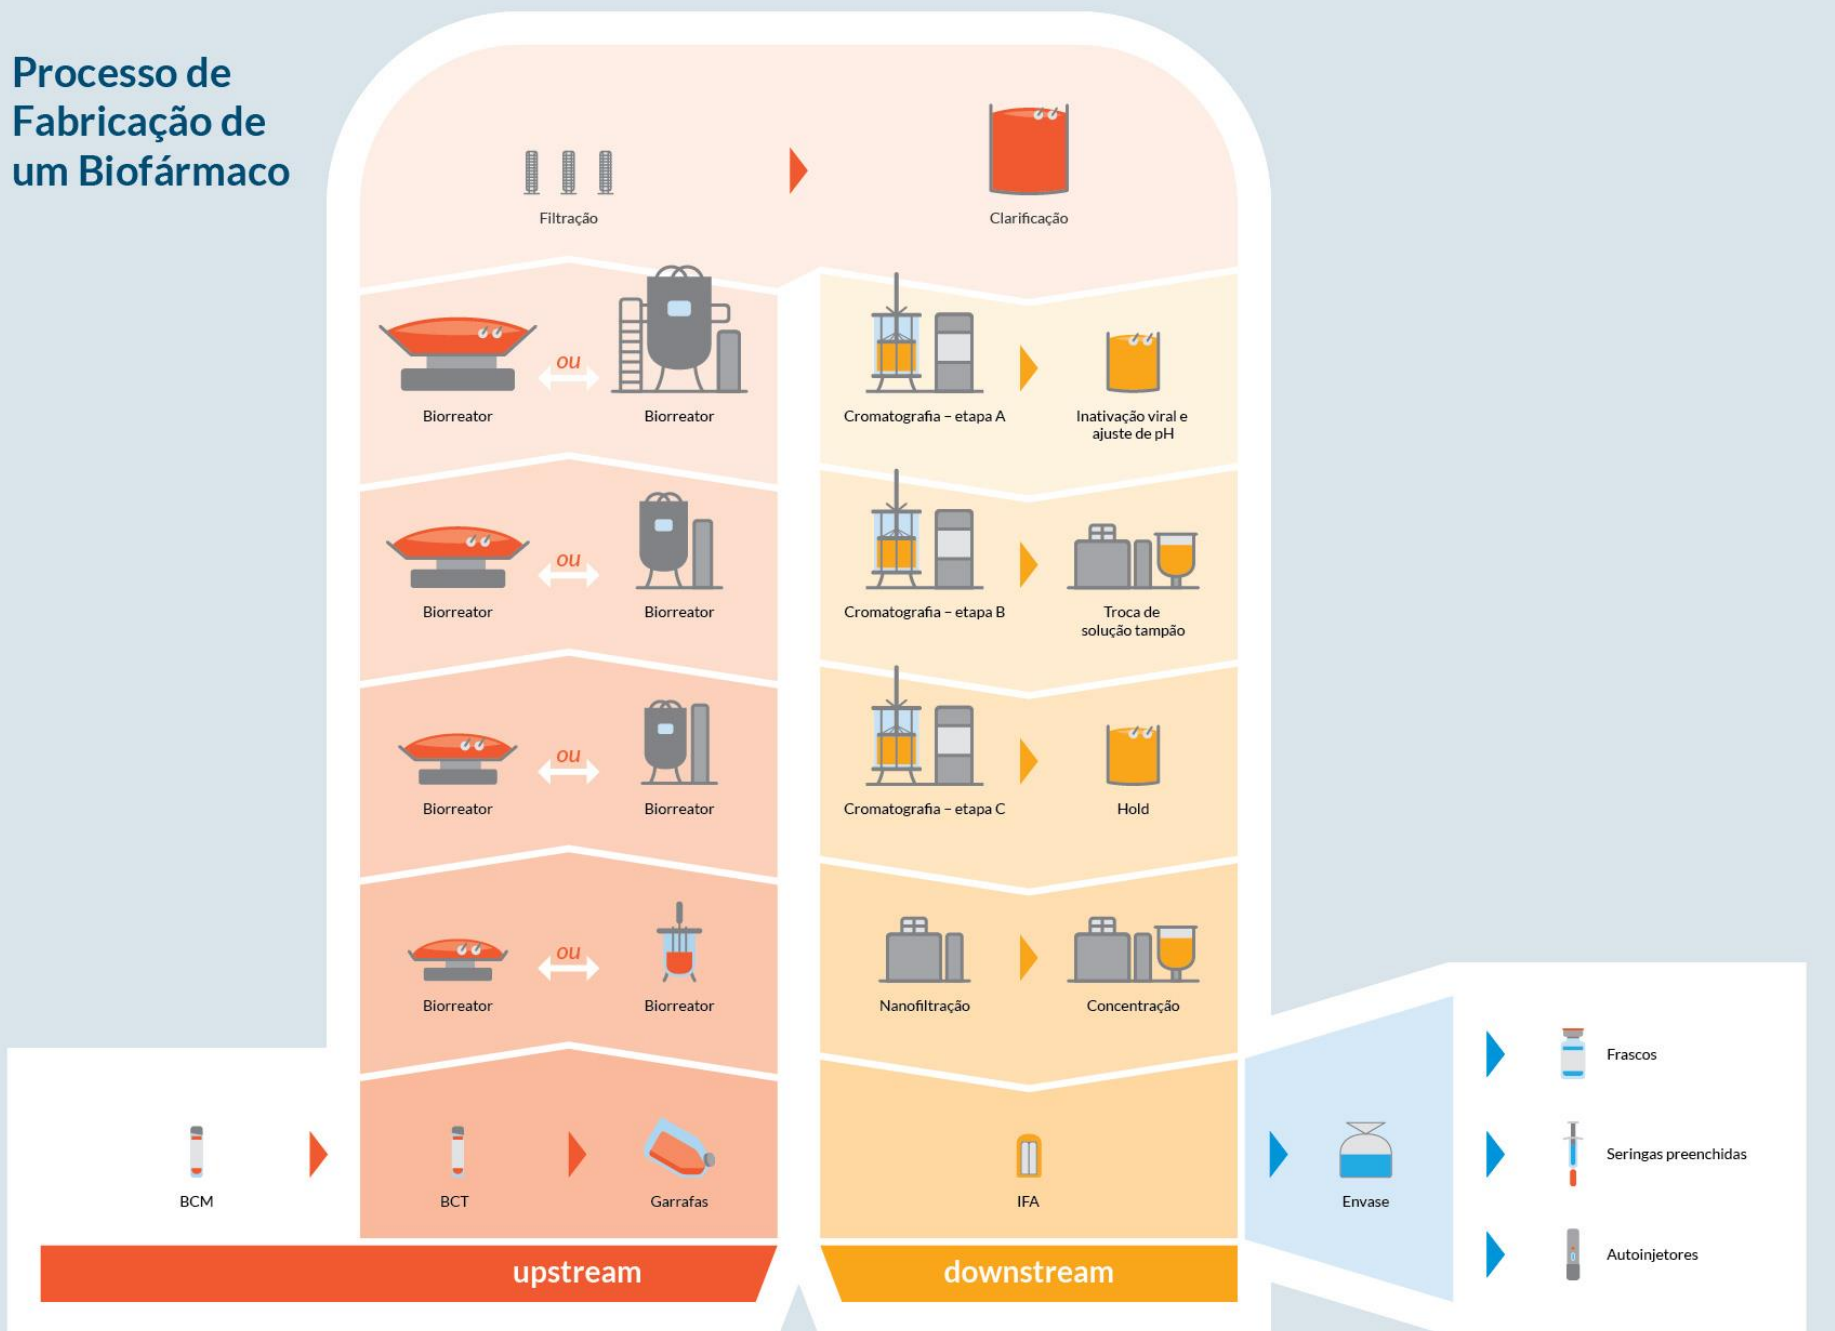 Processo de
Fabricação de
um Biofármaco
Filtração
Clarificação
ou
Biorreator
Biorreator
Cromatografia – etapa A
Inativação viral e
ajuste de pH
ou
Biorreator
Biorreator
Cromatografia – etapa B
Troca de
solução tampão
ou
Biorreator
Biorreator
Cromatografia – etapa C
Hold
ou
Biorreator
Biorreator
Nanofiltração
Concentração
BCM
BCT
Garrafas
IFA
Envase
Frascos
Seringas preenchidas
Autoinjetores
upstream
downstream